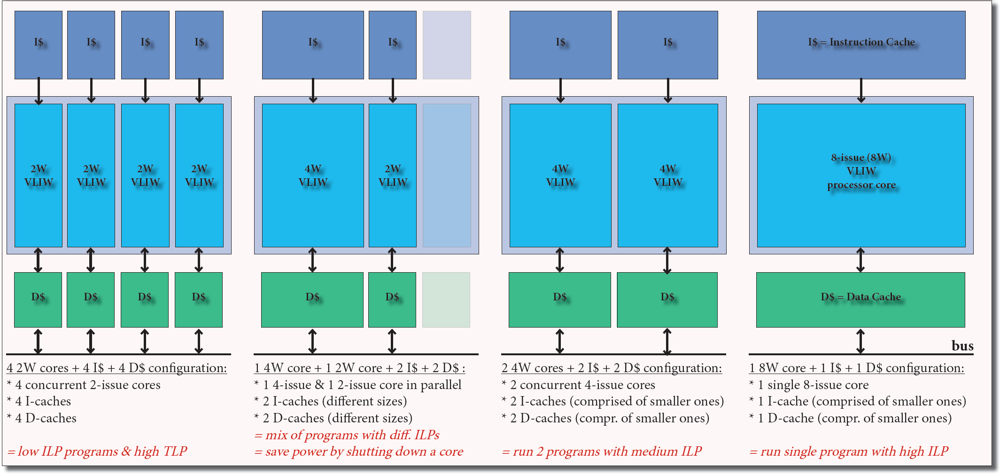 I$ I$ I$ I$
2W 2W 2W 2W
VLIW VLIW VLIW VLIW
D$ D$ D$ D$
4 2W cores + 4 I$ + 4 D$ configuration:
* 4 concurrent 2-issue cores
* 4 I-caches
* 4 D-caches
= low ILP programs & high TLP
I$ I$
4W 2W
VLIW VLIW
D$ D$
1 4W core + 1 2W core + 2 I$ + 2 D$ :
* 1 4-issue & 1 2-issue core in parallel
* 2 I-caches (different sizes)
* 2 D-caches (different sizes)
= mix of programs with diff. ILPs
= save power by shutting down a core
I$ I$
4W 4W
VLIW VLIW
D$ D$
2 4W cores + 2 I$ + 2 D$ configuration:
* 2 concurrent 4-issue cores
* 2 I-caches (comprised of smaller ones)
* 2 D-caches (compr. of smaller ones)
= run 2 programs with medium ILP
I$ = Instruction Cache
8-issue (8W)
VLIW
processor core
D$ = Data Cache
bus
1 8W core + 1 I$ + 1 D$ configuration:
* 1 single 8-issue core
* 1 I-cache (comprised of smaller ones)
* 1 D-cache (compr. of smaller ones)
= run single program with high ILP